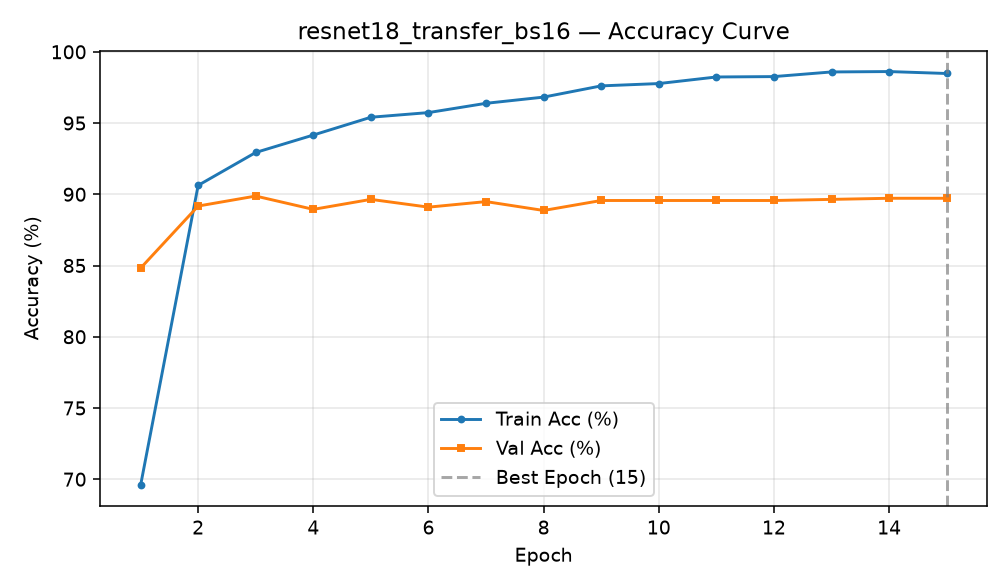 resnet18_transfer_bs16 — Accuracy Curve
Accuracy (%)
100
95
90
85
80
75
70
Train Acc (%)
Val Acc (%)
Best Epoch (15)
2 4 6 8 10 12 14
Epoch